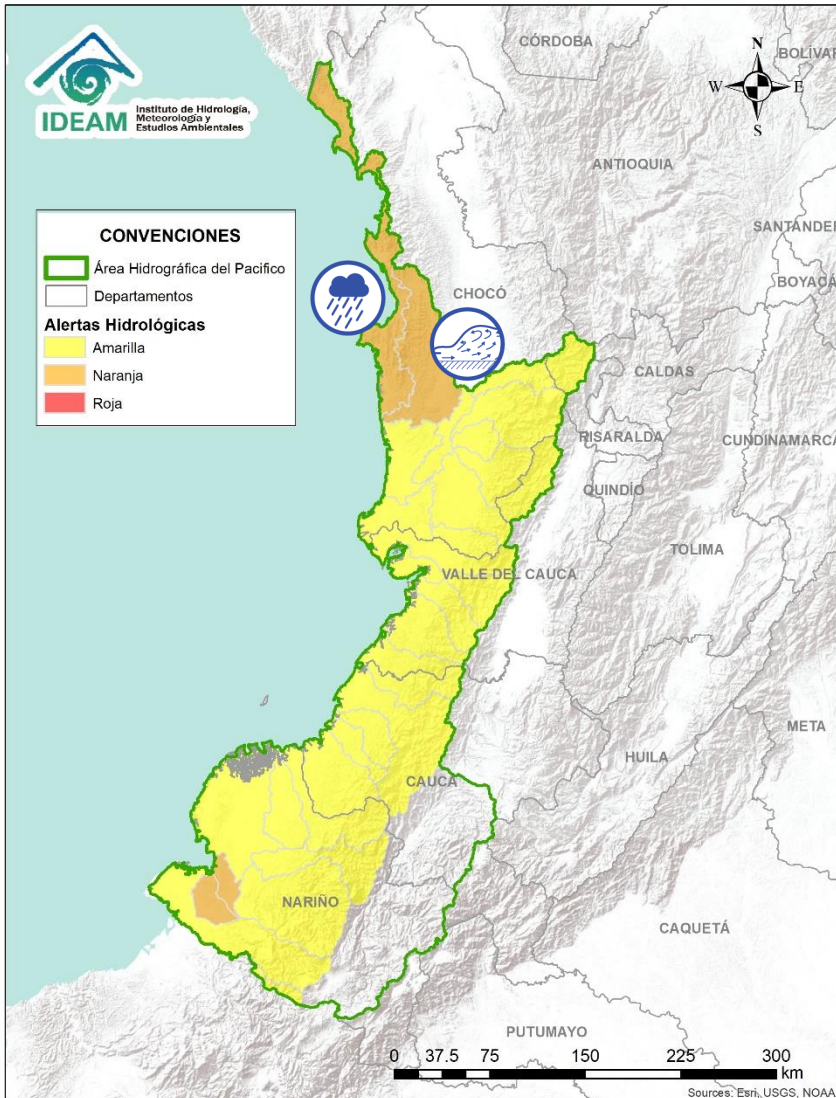 IDEAM
Instituto de Hidrología,
Meteorología y
Estudios Ambientales
N
W
E
S
CÓRDOBA
BOLÍVAR
ANTIOQUIA
SANTANDER
BOYACÁ
CONVENCIONES
Área Hidrográfica del Pacifico
Departamentos
Alertas Hidrológicas
Amarilla
Naranja
Roja
CHOCÓ
CALDAS
RISARALDA
CUNDINAMARCA
QUINDÍO
TOLIMA
VALLE DEL CAUCA
META
HUILA
CAUCA
NARIÑO
CAQUETÁ
PUTUMAYO
0 37.5 75 150 225 300
km
Sources: Esri, USGS, NOAA